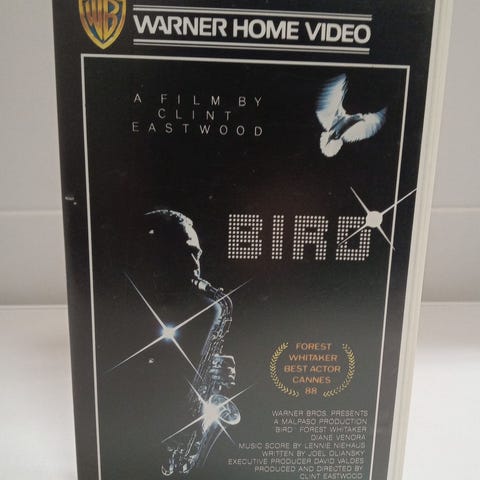 WB
WARNER HOME VIDEO
A FILM BY
CLINT
EASTWOOD
BIRD
FOREST
WHITAKER
BEST ACTOR
CANNES
88
WARNER BROS. PRESENTS
A MALPASO PRODUCTION
"BIRD" FOREST WHITAKER
DIANE VENORA
MUSIC SCORE BY LENNIE NIEHAUS
WRITTEN BY JOEL OLIANSKY
EXECUTIVE PRODUCER DAVID VALDES
PRODUCED AND DIRECTED BY
CLINT EASTWOOD